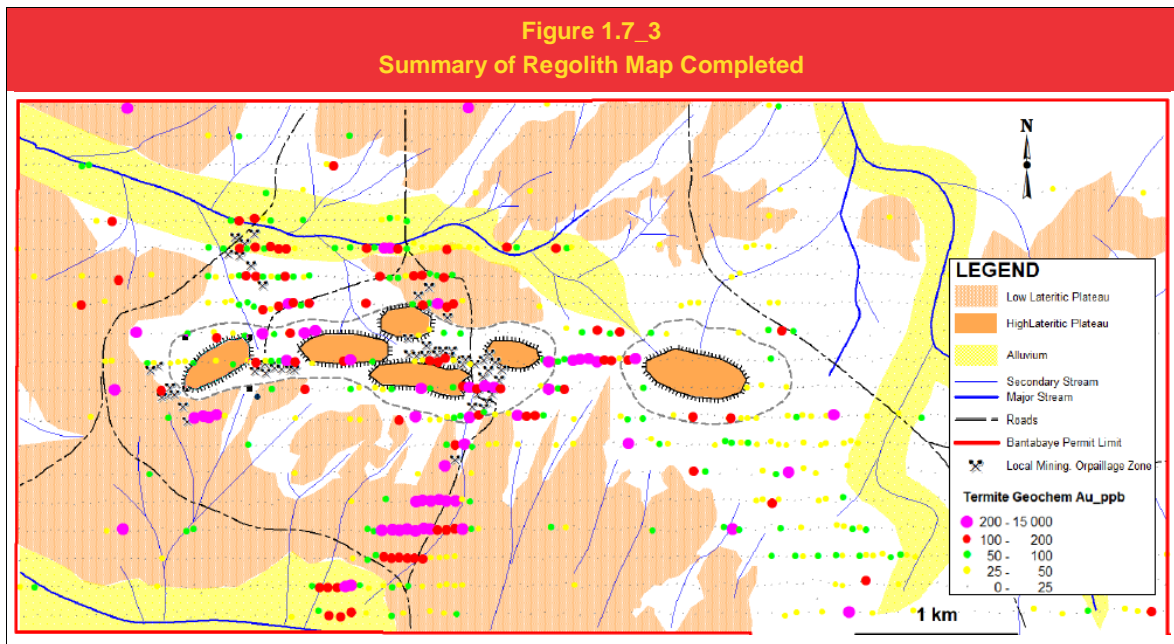 Figure 1.7_3
Summary of Regolith Map Completed
N
LEGEND
Low Lateritic Plateau
HighLateritic Plateau
Alluvium
Secondary Stream
Major Stream
Roads
Bantabaye Permit Limit
Local Mining. Orpaillage Zone
Termite Geochem Au_ppb
200 - 15 000
100 - 200
50 - 100
25 - 50
0 - 25
1 km